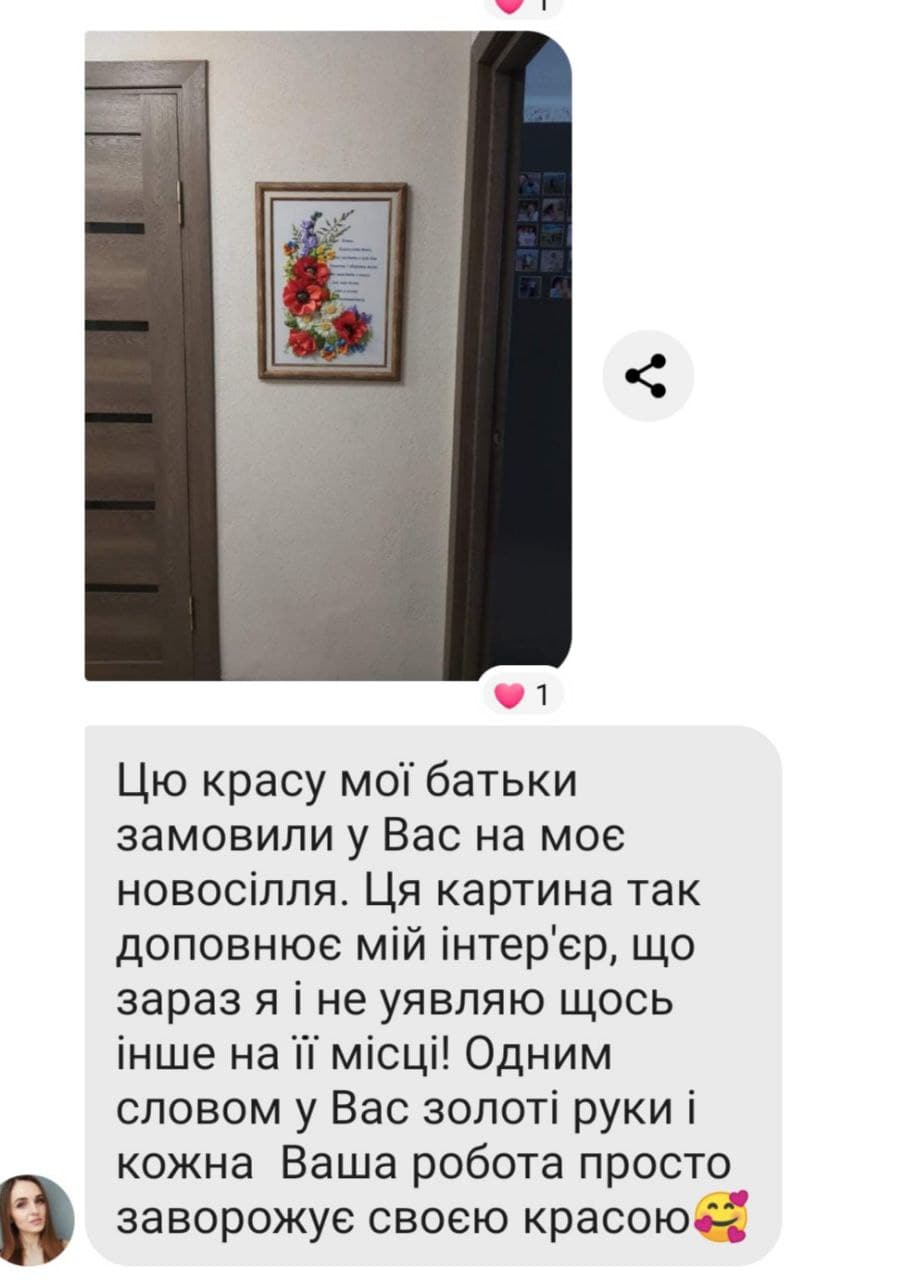 1
1
Цю красу мої батьки
замовили у Вас на моє
новосілля. Ця картина так
доповнює мій інтер'єр, що
зараз я і не уявляю щось
інше на її місці! Одним
словом у Вас золоті руки і
кожна Ваша робота просто
заворожує своєю красою🥰